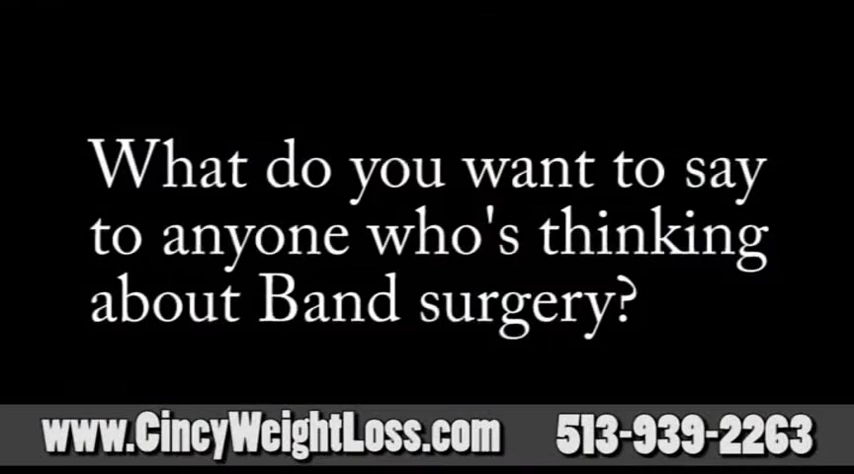 What do you want to say
to anyone who's thinking
about Band surgery?
www.CincyWeightLoss.com 513-939-2263